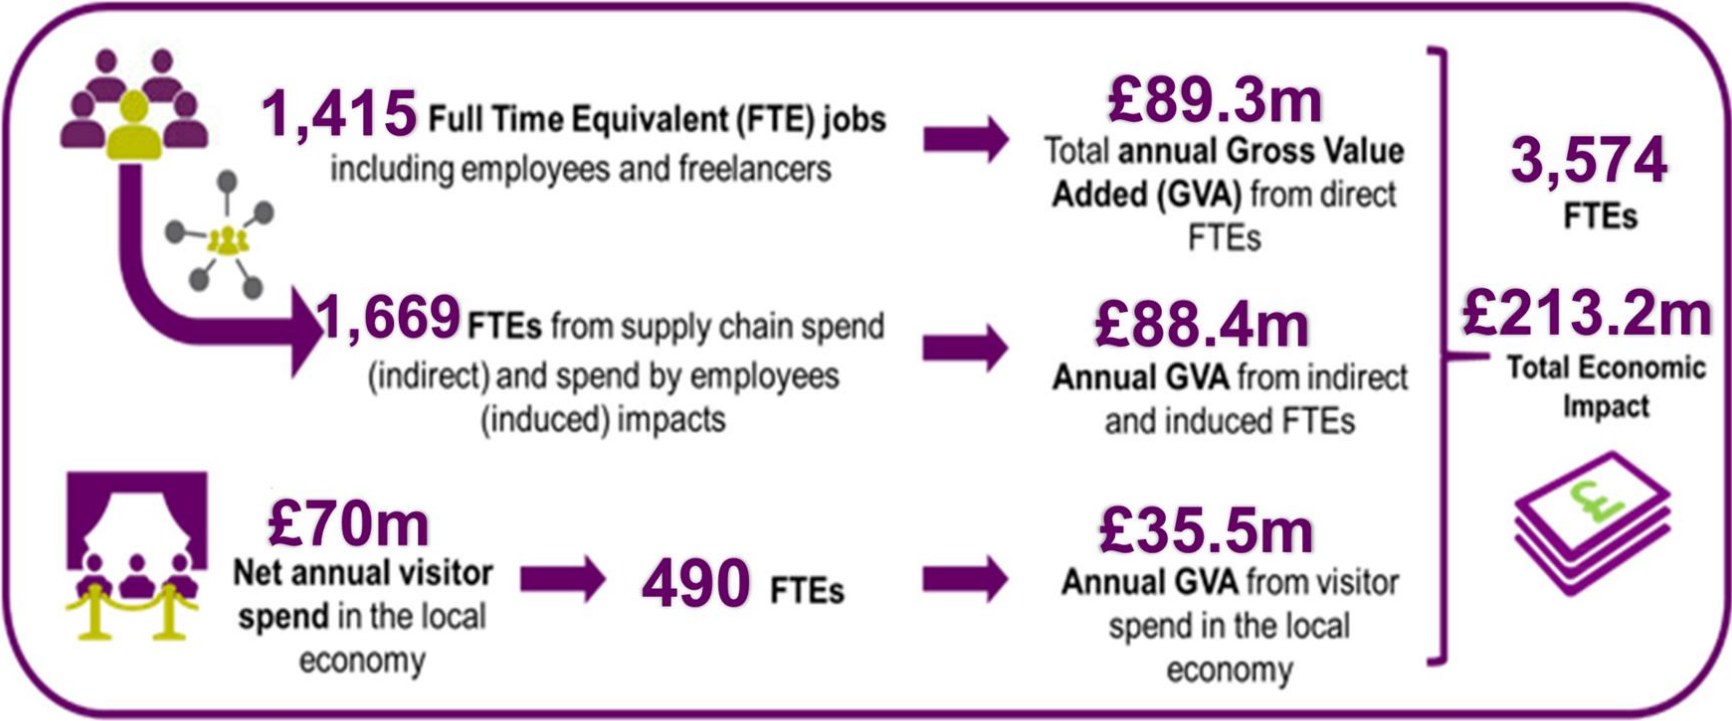 1,415 Full Time Equivalent (FTE) jobs
including employees and freelancers
£89.3m
Total annual Gross Value
Added (GVA) from direct
FTEs
1,669 FTEs from supply chain spend
(indirect) and spend by employees
(induced) impacts
£88.4m
Annual GVA from indirect
and induced FTEs
£70m
Net annual visitor
spend in the local
economy
490 FTEs
£35.5m
Annual GVA from visitor
spend in the local
economy
3,574
FTEs
£213.2m
Total Economic
Impact
£